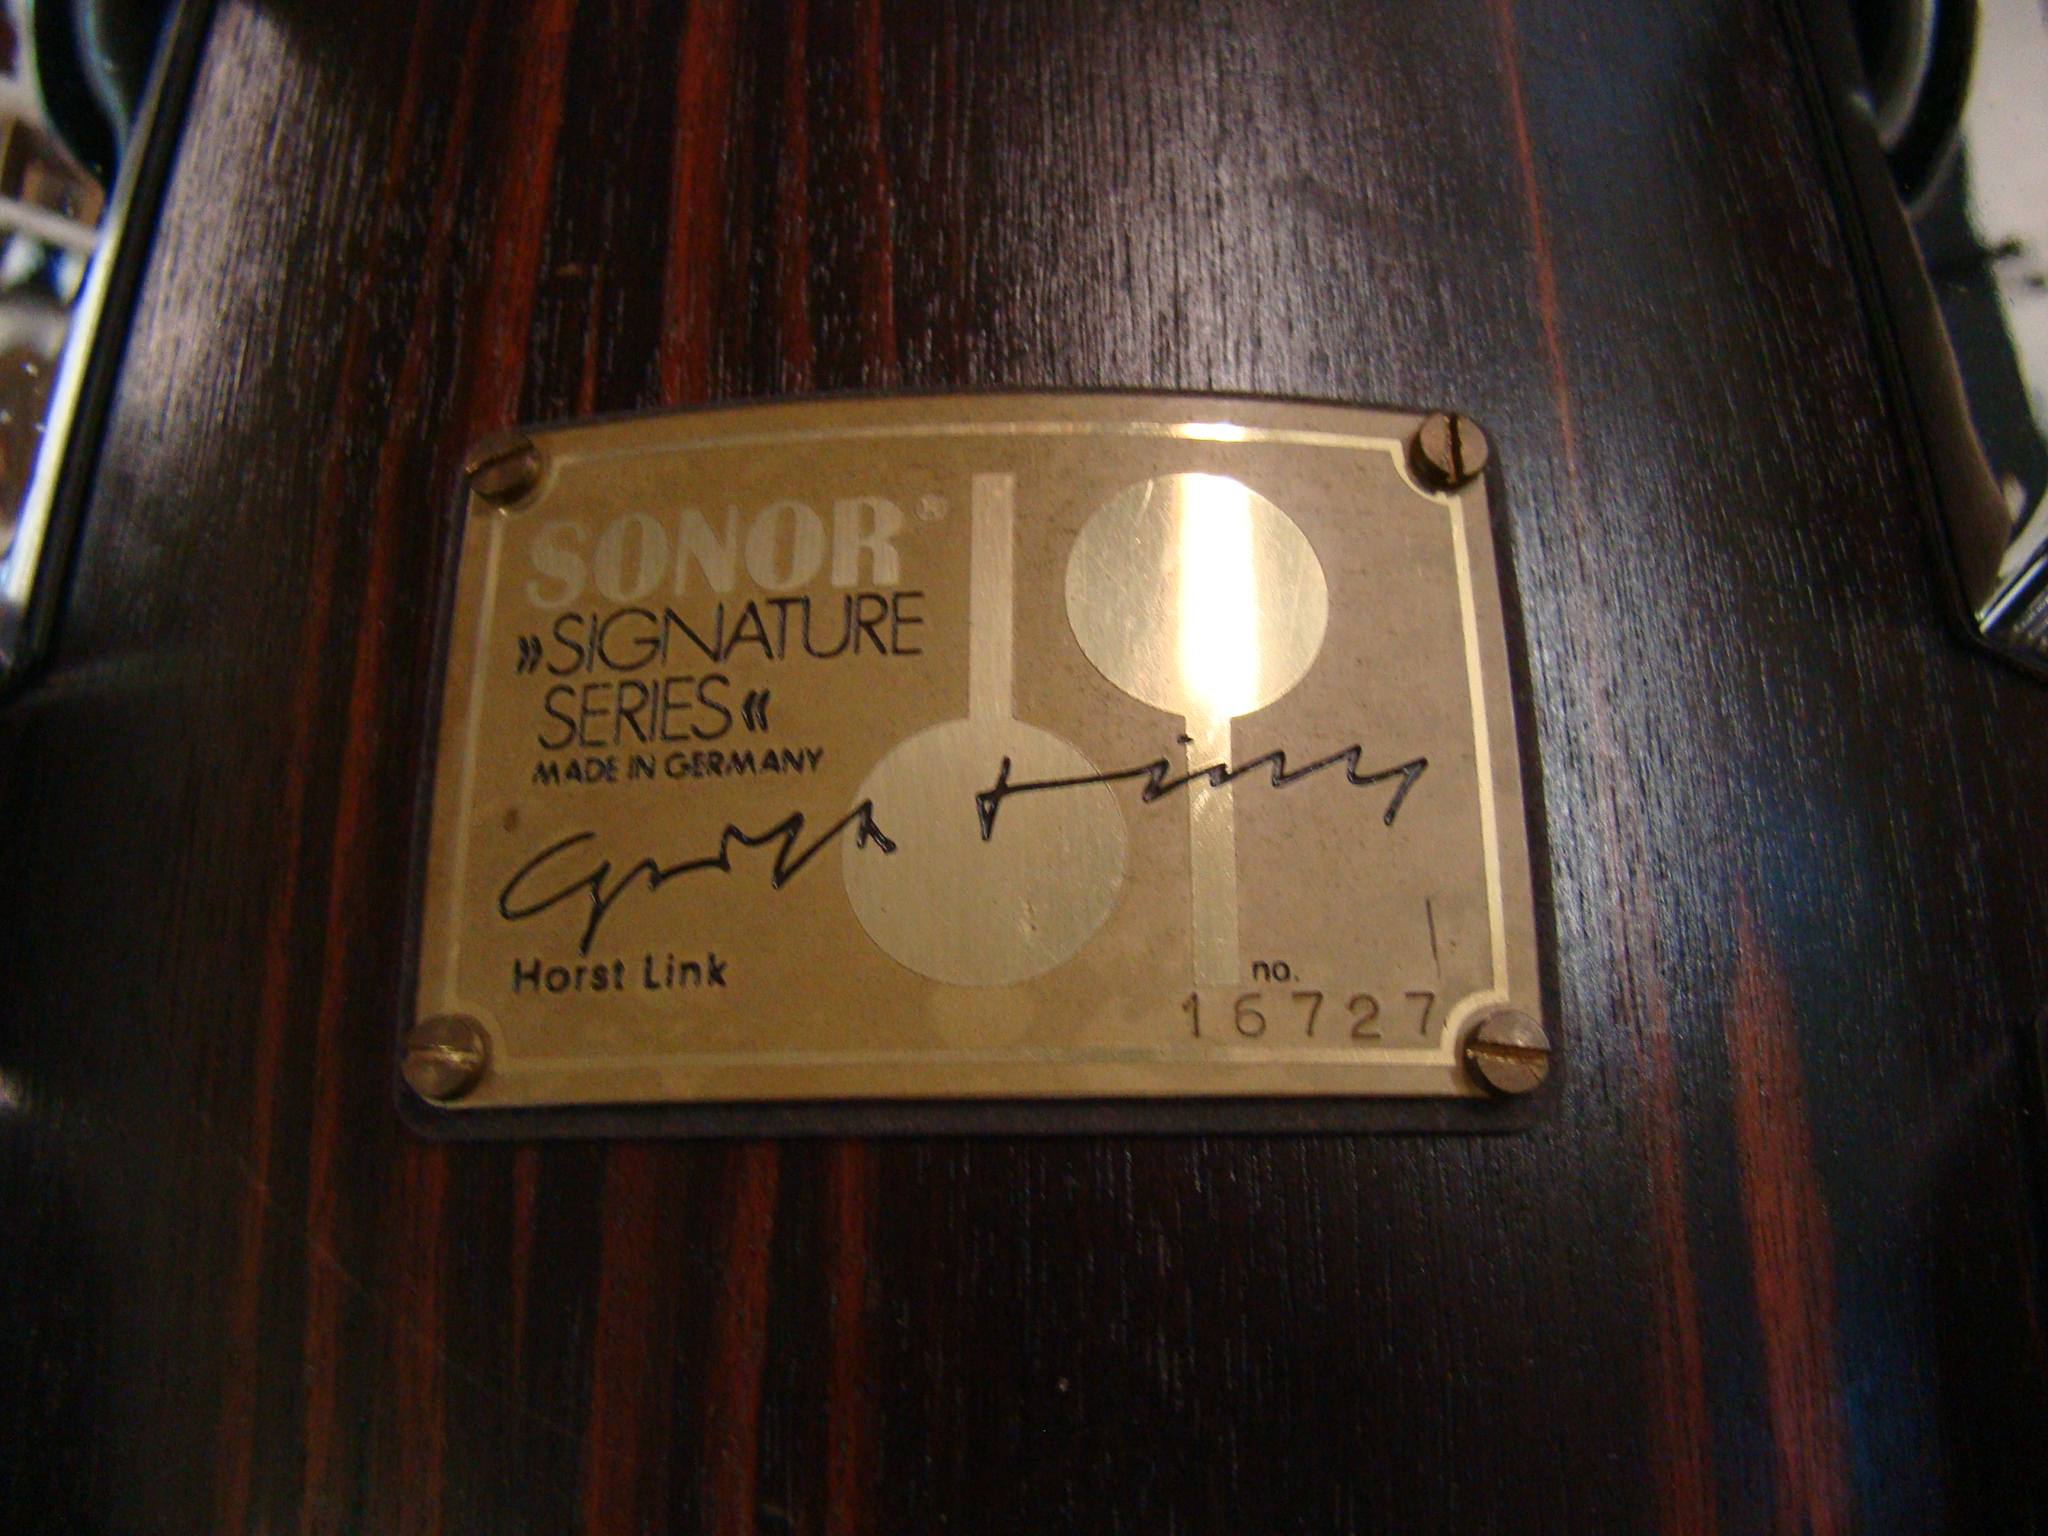 SONOR®
»SIGNATURE
SERIES«
MADE IN GERMANY
Horst Link
no.
16727